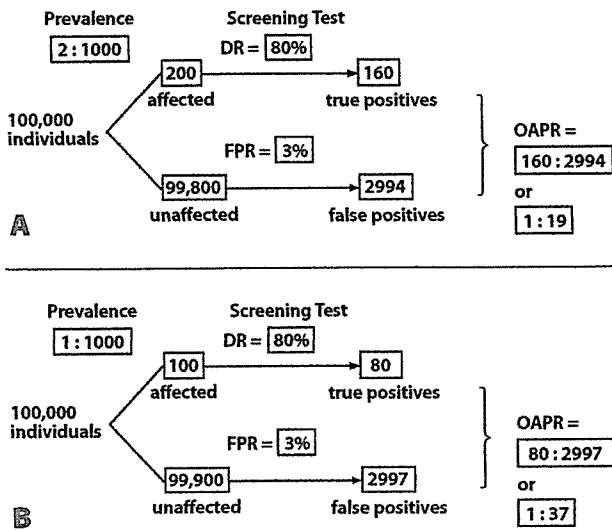 Prevalence
2 : 1000
Screening Test
DR = 80%
200
affected
160
true positives
100,000
individuals
FPR = 3%
99,800
unaffected
2994
false positives
OAPR =
160 : 2994
or
1 : 19
A
Prevalence
1 : 1000
Screening Test
DR = 80%
100
affected
80
true positives
100,000
individuals
FPR = 3%
99,900
unaffected
2997
false positives
OAPR =
80 : 2997
or
1 : 37
B